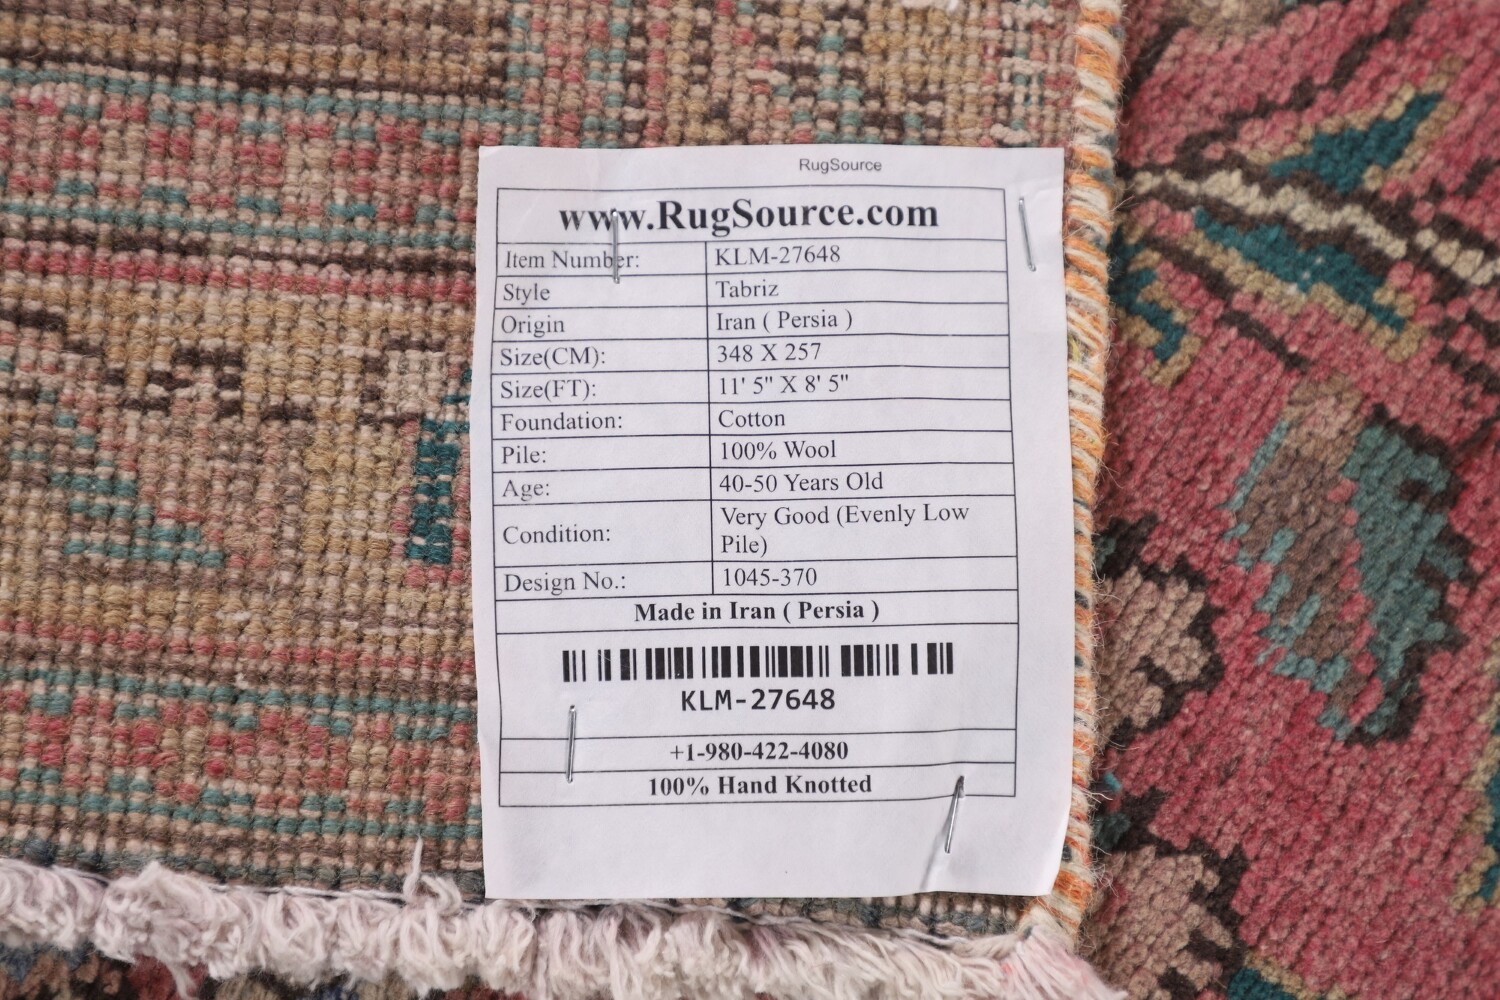 RugSource
www.RugSource.com
Item Number: KLM-27648
Style Tabriz
Origin Iran ( Persia )
Size(CM): 348 X 257
Size(FT): 11' 5" X 8' 5"
Foundation: Cotton
Pile: 100% Wool
Age: 40-50 Years Old
Condition: Very Good (Evenly Low
Pile)
Design No.: 1045-370
Made in Iran ( Persia )
KLM-27648
+1-980-422-4080
100% Hand Knotted